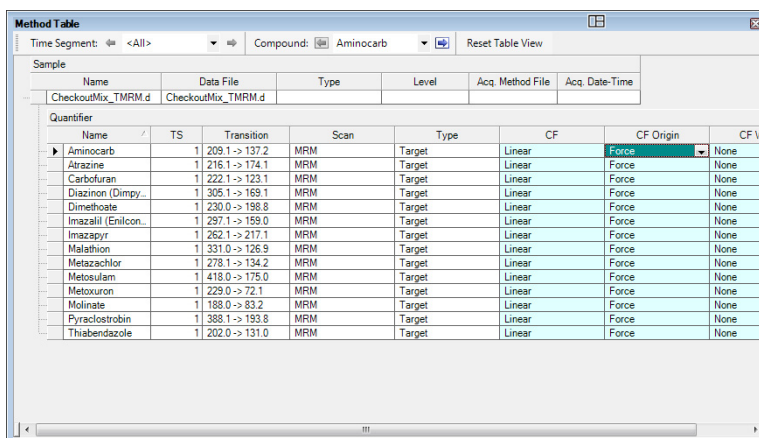 Method Table
Time Segment: <All> Compound: Aminocarb Reset Table View
Sample
Name Data File Type Level Acq. Method File Acq. Date-Time
CheckoutMix_TMRM.d CheckoutMix_TMRM.d
Quantifier
Name TS Transition Scan Type CF CF Origin CF
Aminocarb 1 209.1 -> 137.2 MRM Target Linear Force None
Atrazine 1 216.1 -> 174.1 MRM Target Linear Force None
Carbofuran 1 222.1 -> 123.1 MRM Target Linear Force None
Diazinon (Dimpy... 1 305.1 -> 169.1 MRM Target Linear Force None
Dimethoate 1 230.0 -> 198.8 MRM Target Linear Force None
Imazalil (Enilcon... 1 297.1 -> 159.0 MRM Target Linear Force None
Imazapyr 1 262.1 -> 217.1 MRM Target Linear Force None
Malathion 1 331.0 -> 126.9 MRM Target Linear Force None
Metazachlor 1 278.1 -> 134.2 MRM Target Linear Force None
Metosulam 1 418.0 -> 175.0 MRM Target Linear Force None
Metoxuron 1 229.0 -> 72.1 MRM Target Linear Force None
Molinate 1 188.0 -> 83.2 MRM Target Linear Force None
Pyraclostrobin 1 388.1 -> 193.8 MRM Target Linear Force None
Thiabendazole 1 202.0 -> 131.0 MRM Target Linear Force None